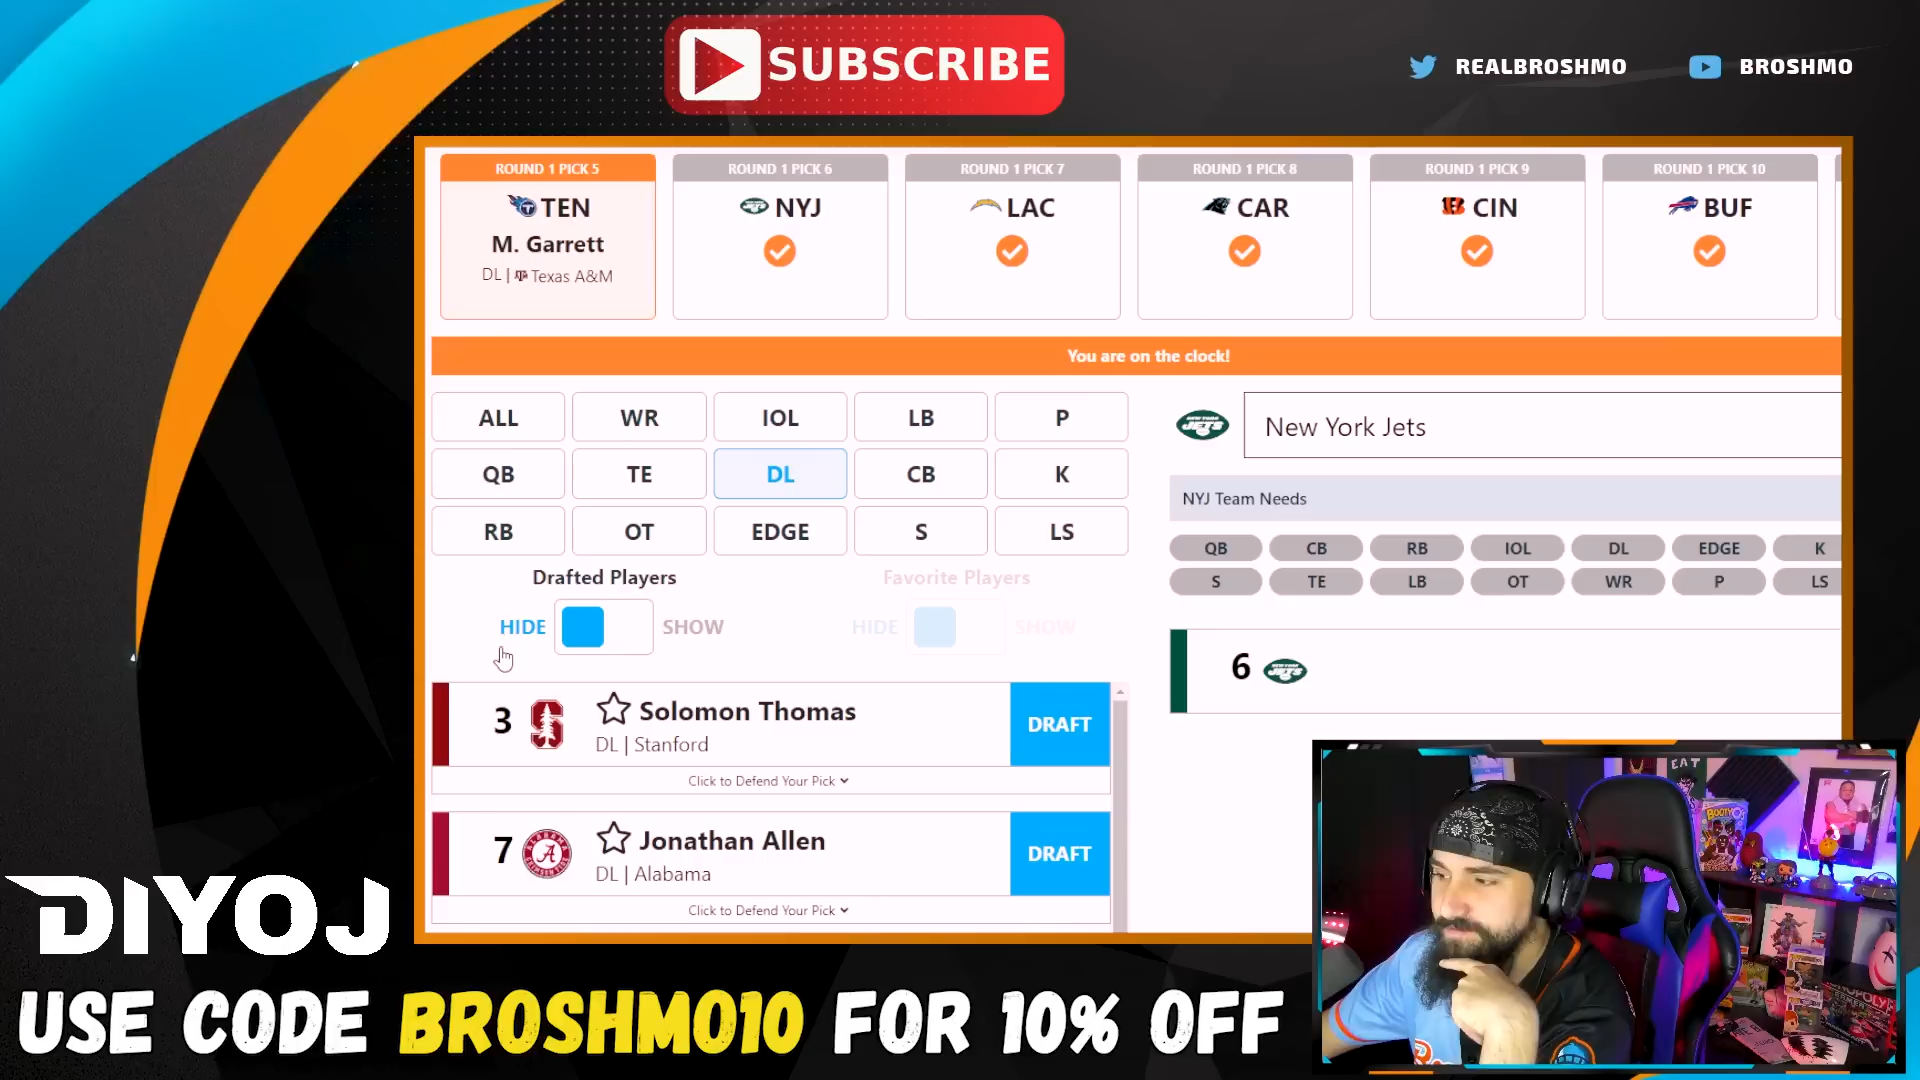 SUBSCRIBE
REALBROSHMO
BROSHMO
ROUND 1 PICK 5
TEN
M. Garrett
DL | Texas A&M
ROUND 1 PICK 6
NYJ
ROUND 1 PICK 7
LAC
ROUND 1 PICK 8
CAR
ROUND 1 PICK 9
CIN
ROUND 1 PICK 10
BUF
You are on the clock!
ALL WR IOL LB P
QB TE DL CB K
RB OT EDGE S LS
Drafted Players
HIDE SHOW
Favorite Players
HIDE SHOW
3 Solomon Thomas
DL | Stanford
DRAFT
Click to Defend Your Pick
7 Jonathan Allen
DL | Alabama
DRAFT
Click to Defend Your Pick
New York Jets
NYJ Team Needs
QB CB RB IOL DL EDGE K
S TE LB OT WR P LS
6
EAT
DIYOJ
USE CODE BROSHMO10 FOR 10% OFF